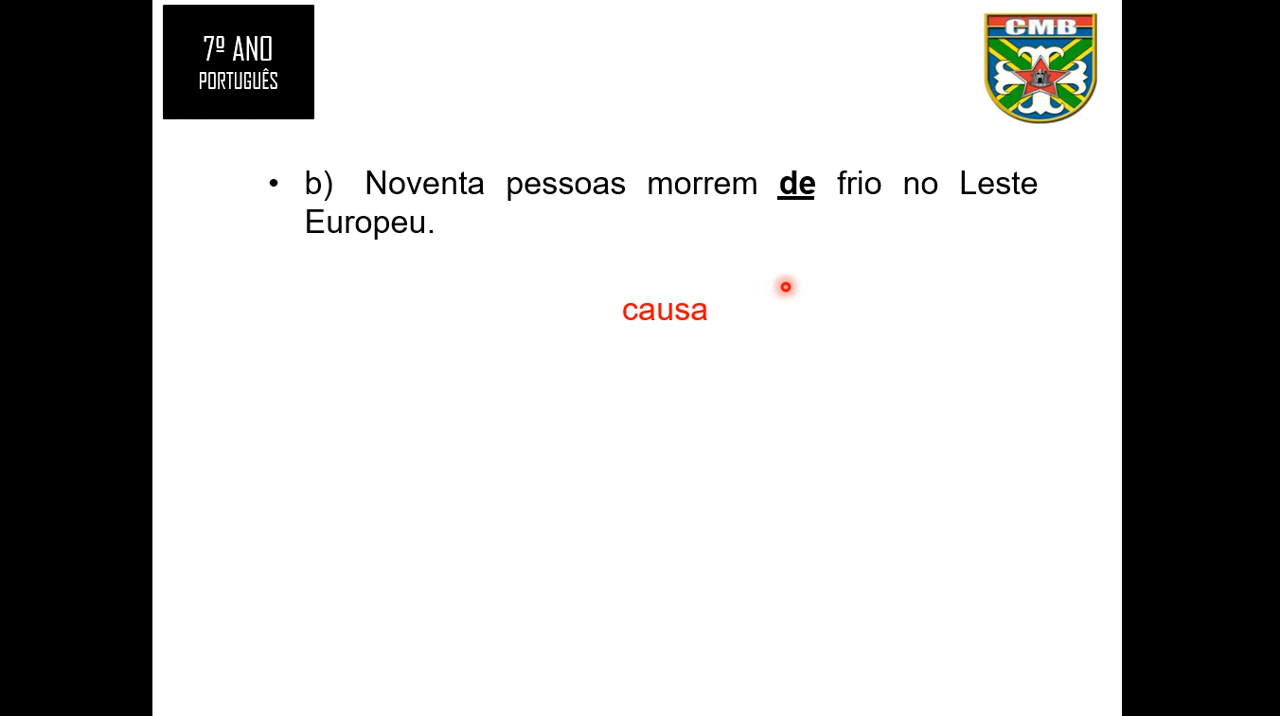 7º ANO
PORTUGUÊS
CMB
• b) Noventa pessoas morrem de frio no Leste
Europeu.
causa